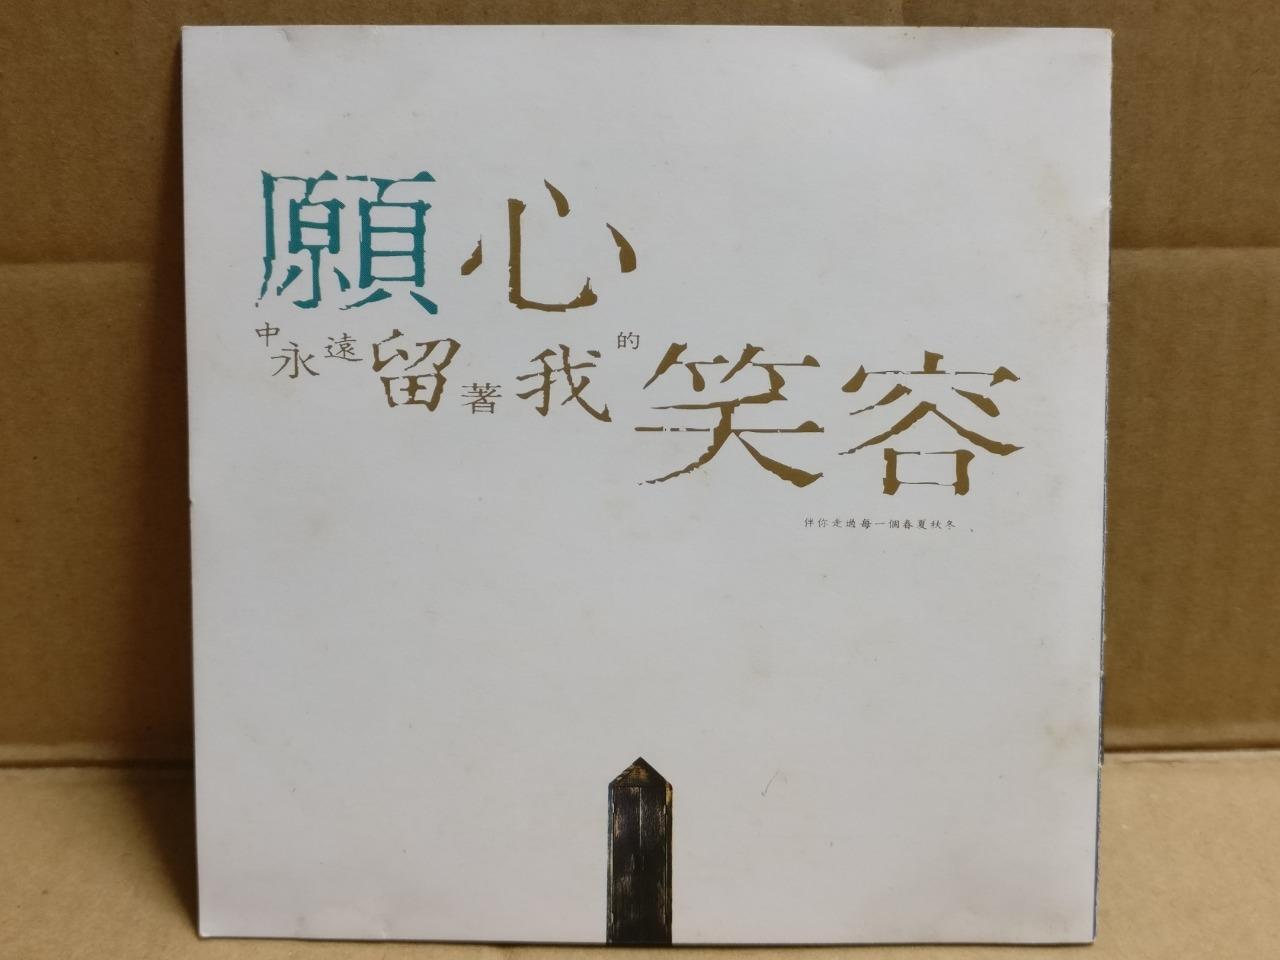 願心
中永遠留著我的笑容
伴你走過每一個春夏秋冬、